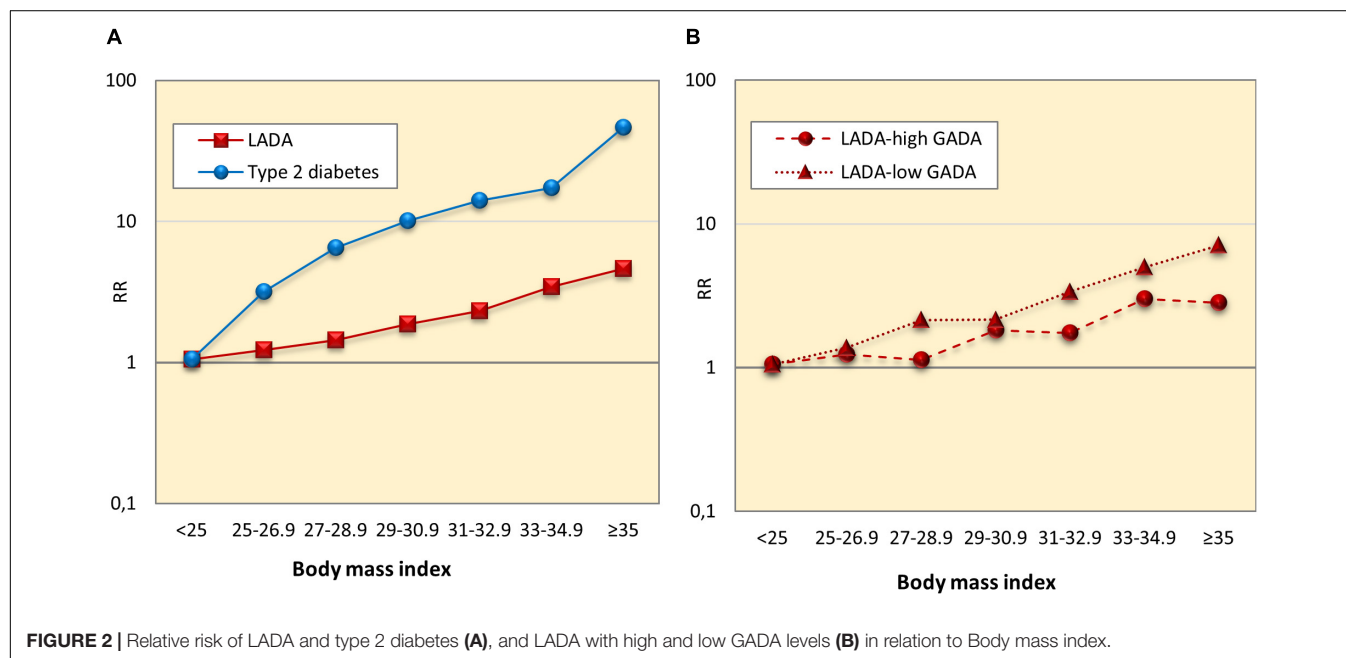 A
100
10
1
0,1
RR
LADA
Type 2 diabetes
<25 25-26.9 27-28.9 29-30.9 31-32.9 33-34.9 ≥35
Body mass index
B
100
10
1
0,1
RR
LADA-high GADA
LADA-low GADA
<25 25-26.9 27-28.9 29-30.9 31-32.9 33-34.9 ≥35
Body mass index
FIGURE 2 | Relative risk of LADA and type 2 diabetes (A), and LADA with high and low GADA levels (B) in relation to Body mass index.